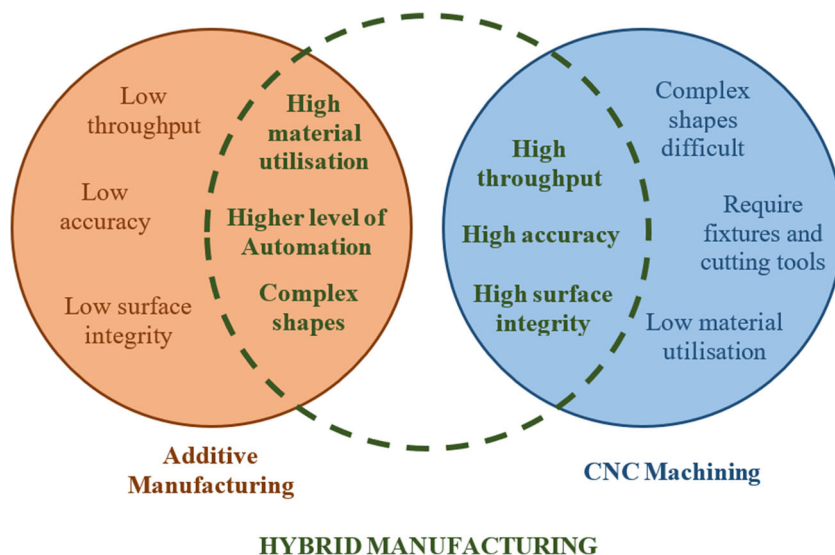 Low
throughput
Low
accuracy
Low surface
integrity
High
material
utilisation
Higher level of
Automation
Complex
shapes
High
throughput
High accuracy
High surface
integrity
Complex
shapes
difficult
Require
fixtures and
cutting tools
Low material
utilisation
Additive
Manufacturing
CNC Machining
HYBRID MANUFACTURING